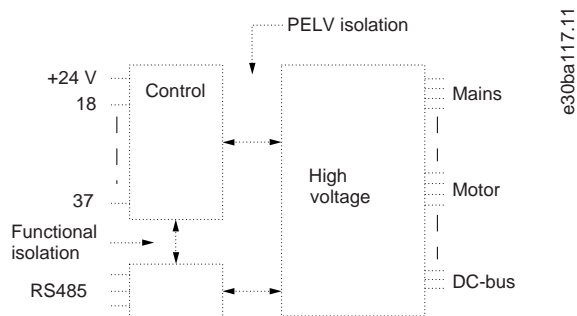 PELV isolation
e30ba117.11
+24 V
Control
Mains
18
High
voltage
Motor
37
Functional
isolation
RS485
DC-bus